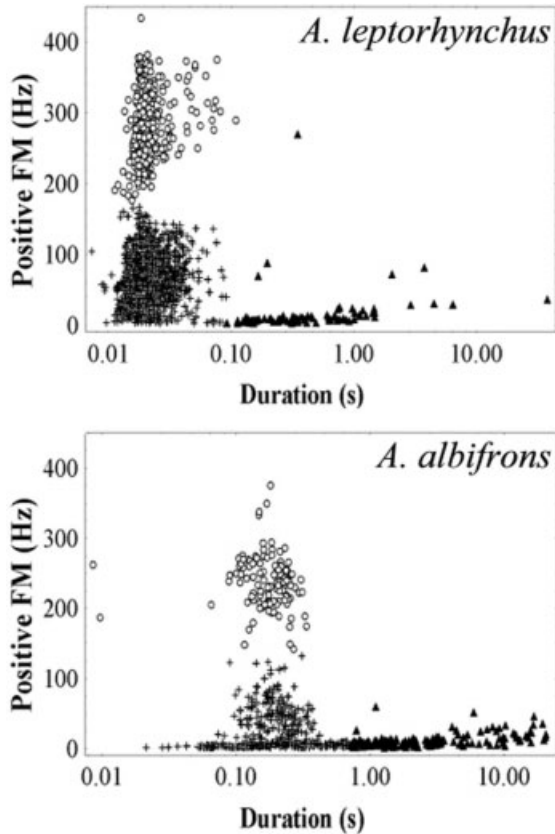 A. leptorhynchus
400
300
200
100
0
Positive FM (Hz)
0.01 0.10 1.00 10.00
Duration (s)
A. albifrons
400
300
200
100
0
Positive FM (Hz)
0.01 0.10 1.00 10.00
Duration (s)